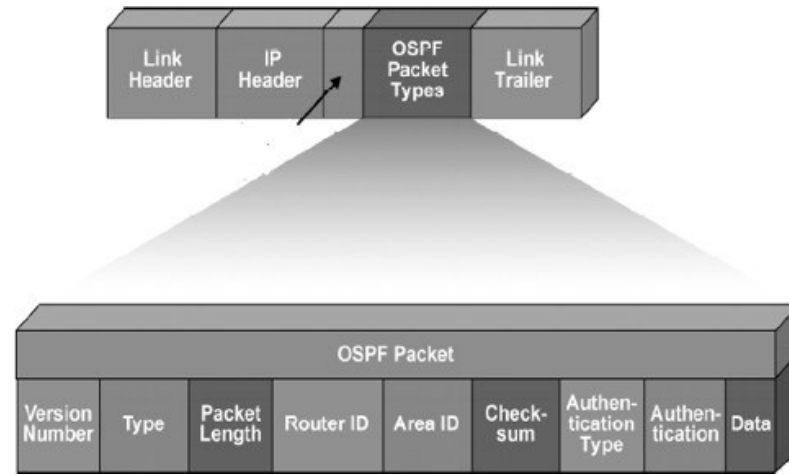 Link
Header
IP
Header
OSPF
Packet
Types
Link
Trailer
OSPF Packet
Version
Number
Type
Packet
Length
Router ID
Area ID
Check-
sum
Authen-
tication
Type
Authen-
tication
Data